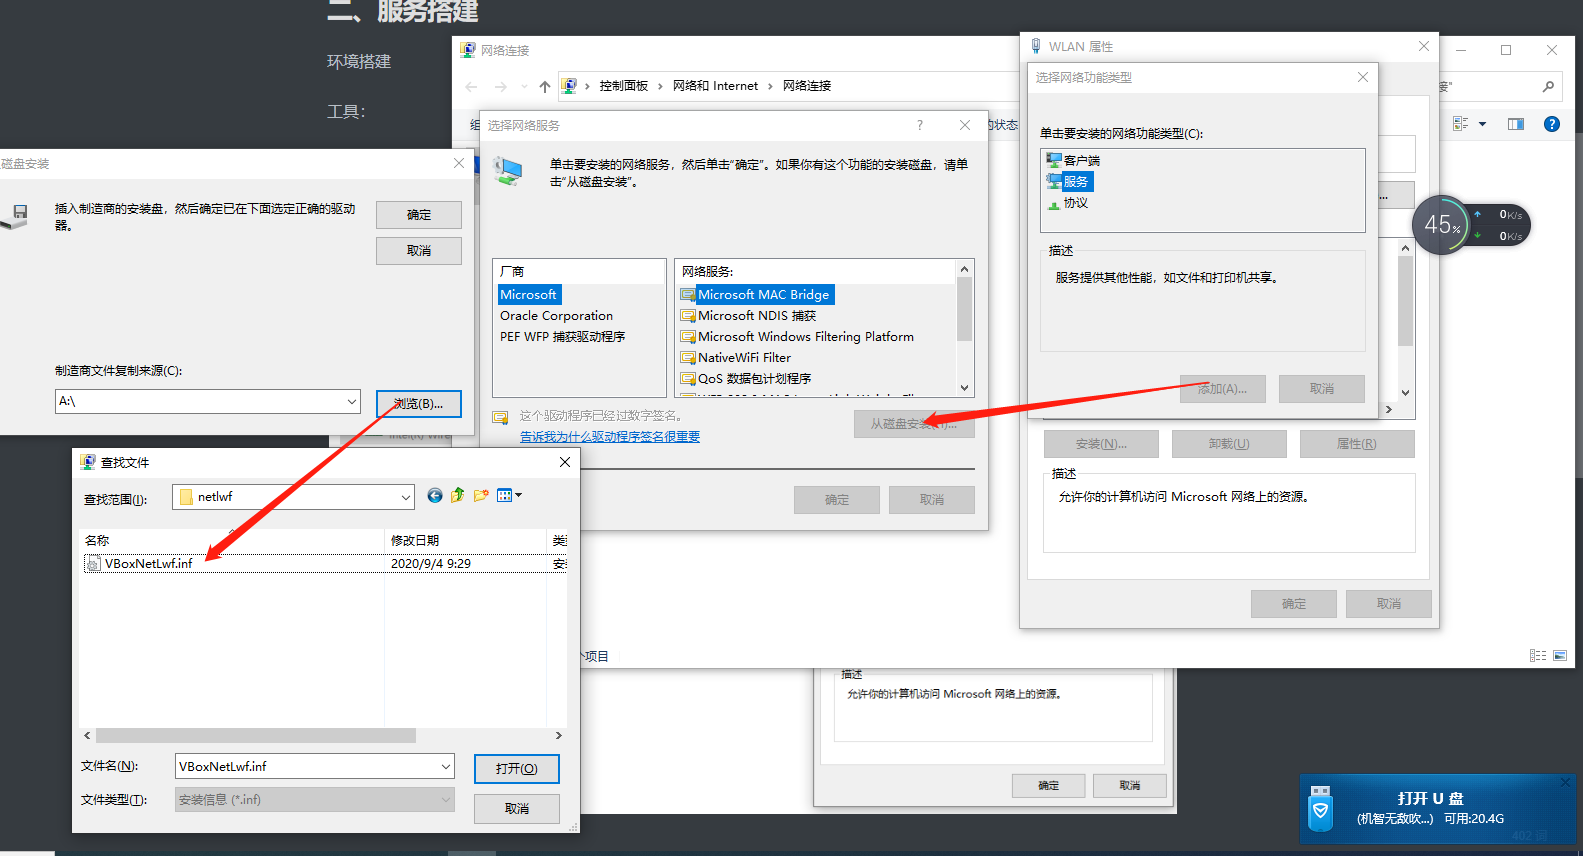 二、服务搭建
环境搭建
工具：
网络连接
控制面板 › 网络和 Internet › 网络连接
组
的状态
WLAN 属性
选择网络功能类型
单击要安装的网络功能类型(C):
客户端
服务
协议
描述
服务提供其他性能，如文件和打印机共享。
添加(A)...
取消
...
安装(N)...
卸载(U)
属性(R)
描述
允许你的计算机访问 Microsoft 网络上的资源。
确定
取消
45%
0K/s
0K/s
选择网络服务
?
单击要安装的网络服务，然后单击“确定”。如果你有这个功能的安装磁盘，请单
击“从磁盘安装”。
厂商
Microsoft
Oracle Corporation
PEF WFP 捕获驱动程序
网络服务:
Microsoft MAC Bridge
Microsoft NDIS 捕获
Microsoft Windows Filtering Platform
NativeWiFi Filter
QoS 数据包计划程序
这个驱动程序已经过数字签名。
告诉我为什么驱动程序签名很重要
从磁盘安装(H)...
确定
取消
磁盘安装
插入制造商的安装盘，然后确定已在下面选定正确的驱动
器。
确定
取消
制造商文件复制来源(C):
A:\
浏览(B)...
查找文件
查找范围(I):
netlwf
名称
修改日期
VBoxNetLwf.inf
2020/9/4 9:29
文件名(N):
VBoxNetLwf.inf
打开(O)
文件类型(T):
安装信息 (*.inf)
取消
个项目
描述
允许你的计算机访问 Microsoft 网络上的资源。
确定
取消
打开 U 盘
(机智无敌吹...) 可用:20.4G
402 词